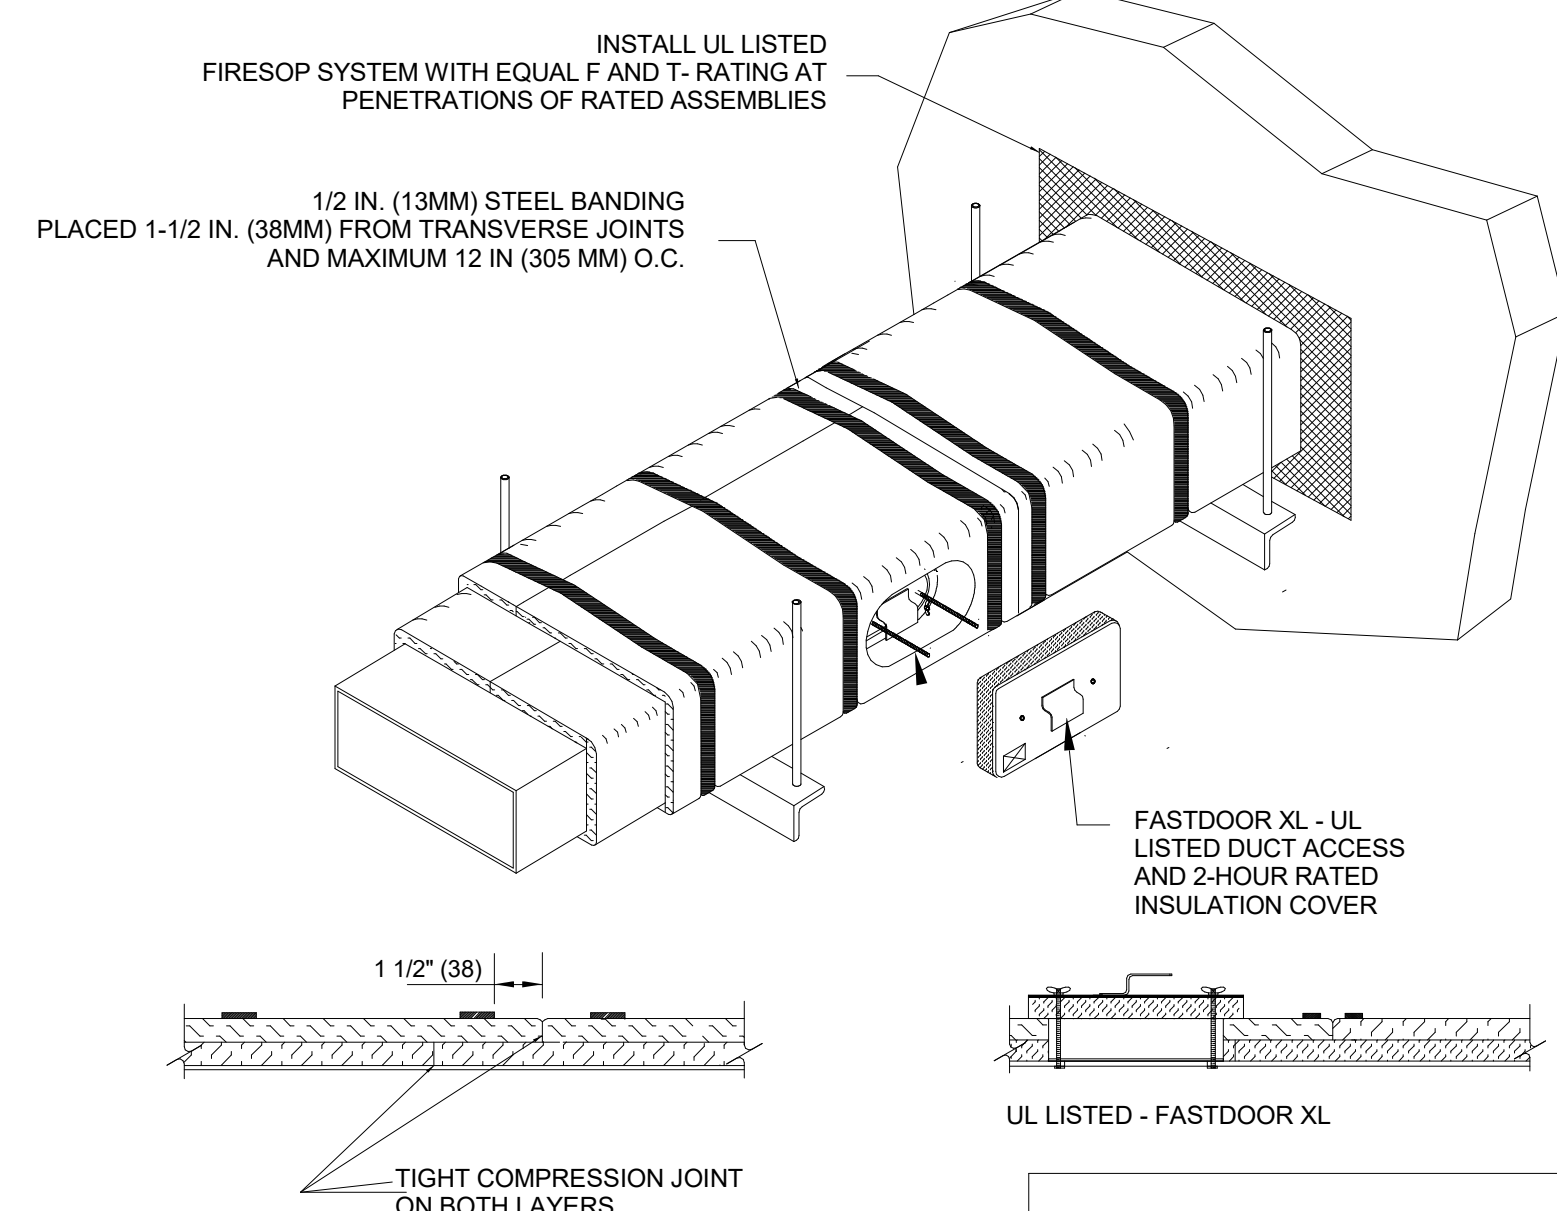 INSTALL UL LISTED
FIRESOP SYSTEM WITH EQUAL F AND T- RATING AT
PENETRATIONS OF RATED ASSEMBLIES
1/2 IN. (13MM) STEEL BANDING
PLACED 1-1/2 IN. (38MM) FROM TRANSVERSE JOINTS
AND MAXIMUM 12 IN (305 MM) O.C.
FASTDOOR XL - UL
LISTED DUCT ACCESS
AND 2-HOUR RATED
INSULATION COVER
1 1/2" (38)
UL LISTED - FASTDOOR XL
TIGHT COMPRESSION JOINT
ON BOTH LAYERS